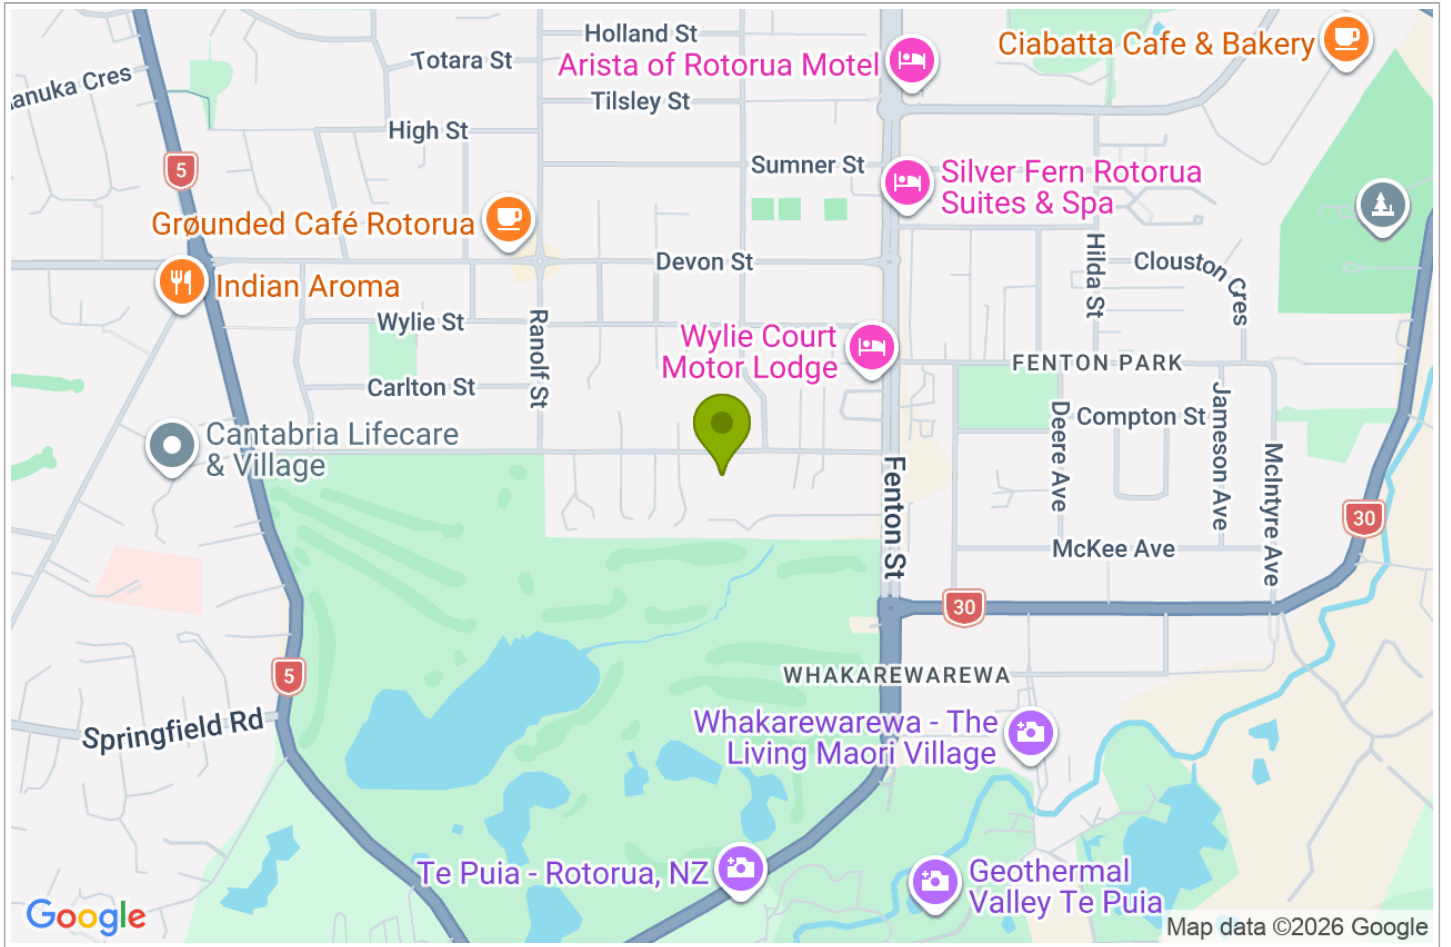 Holland St
Ciabatta Cafe & Bakery
Totara St
Arista of Rotorua Motel
anuka Cres
Tilsley St
High St
Sumner St
5
Silver Fern Rotorua
Suites & Spa
Grounded Café Rotorua
Devon St
Hilda St
Clouston Cres
Indian Aroma
Wylie St
Ranolf St
Wylie Court
Motor Lodge
FENTON PARK
Carlton St
Deere Ave
Compton St
Jameson Ave
McIntyre Ave
Cantabria Lifecare
& Village
Fenton St
30
McKee Ave
30
5
WHAKAREWAREWA
Springfield Rd
Whakarewarewa - The
Living Maori Village
Te Puia - Rotorua, NZ
Geothermal
Valley Te Puia
Google
Map data ©2026 Google